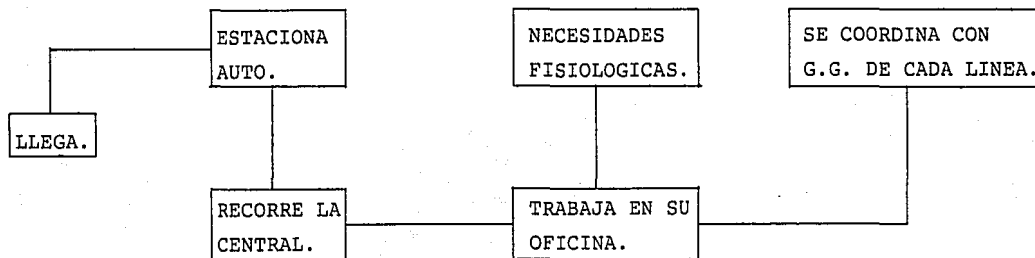 ESTACIONA
AUTO.
NECESIDADES
FISIOLOGICAS.
SE COORDINA CON
G.G. DE CADA LINEA.
LLEGA.
RECORRE LA
CENTRAL.
TRABAJA EN SU
OFICINA.